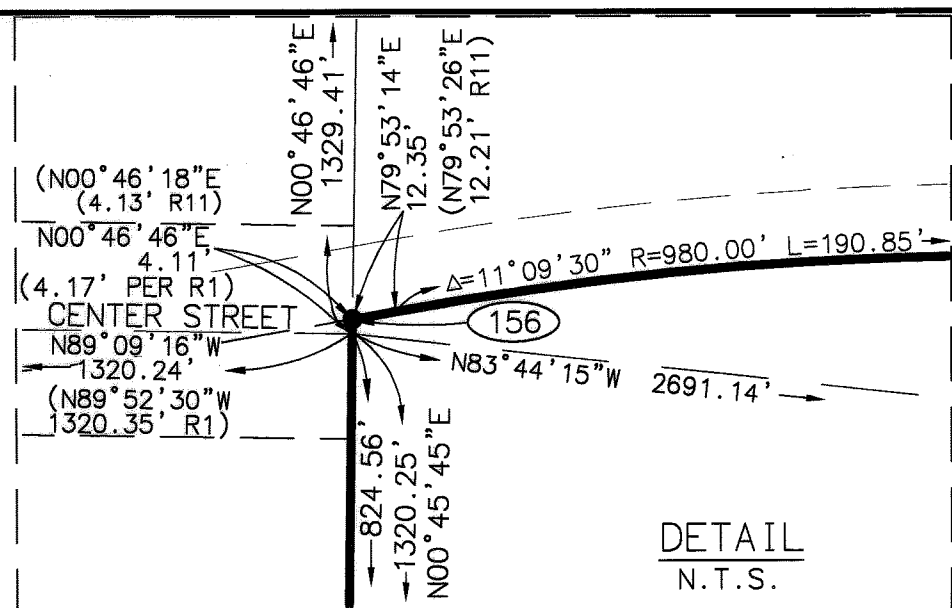 N00°46'46"E
1329.41'
N79°53'14"E
12.35'
(N79°53'26"E
12.21' R11)
(N00°46'18"E
(4.13' R11)
N00°46'46"E
4.11'
(4.17' PER R1)
CENTER STREET
N89°09'16"W
1320.24'
(N89°52'30"W
1320.35' R1)
Δ=11°09'30" R=980.00' L=190.85'
156
N83°44'15"W 2691.14'
824.56'
1320.25'
N00°45'45"E
DETAIL
N.T.S.